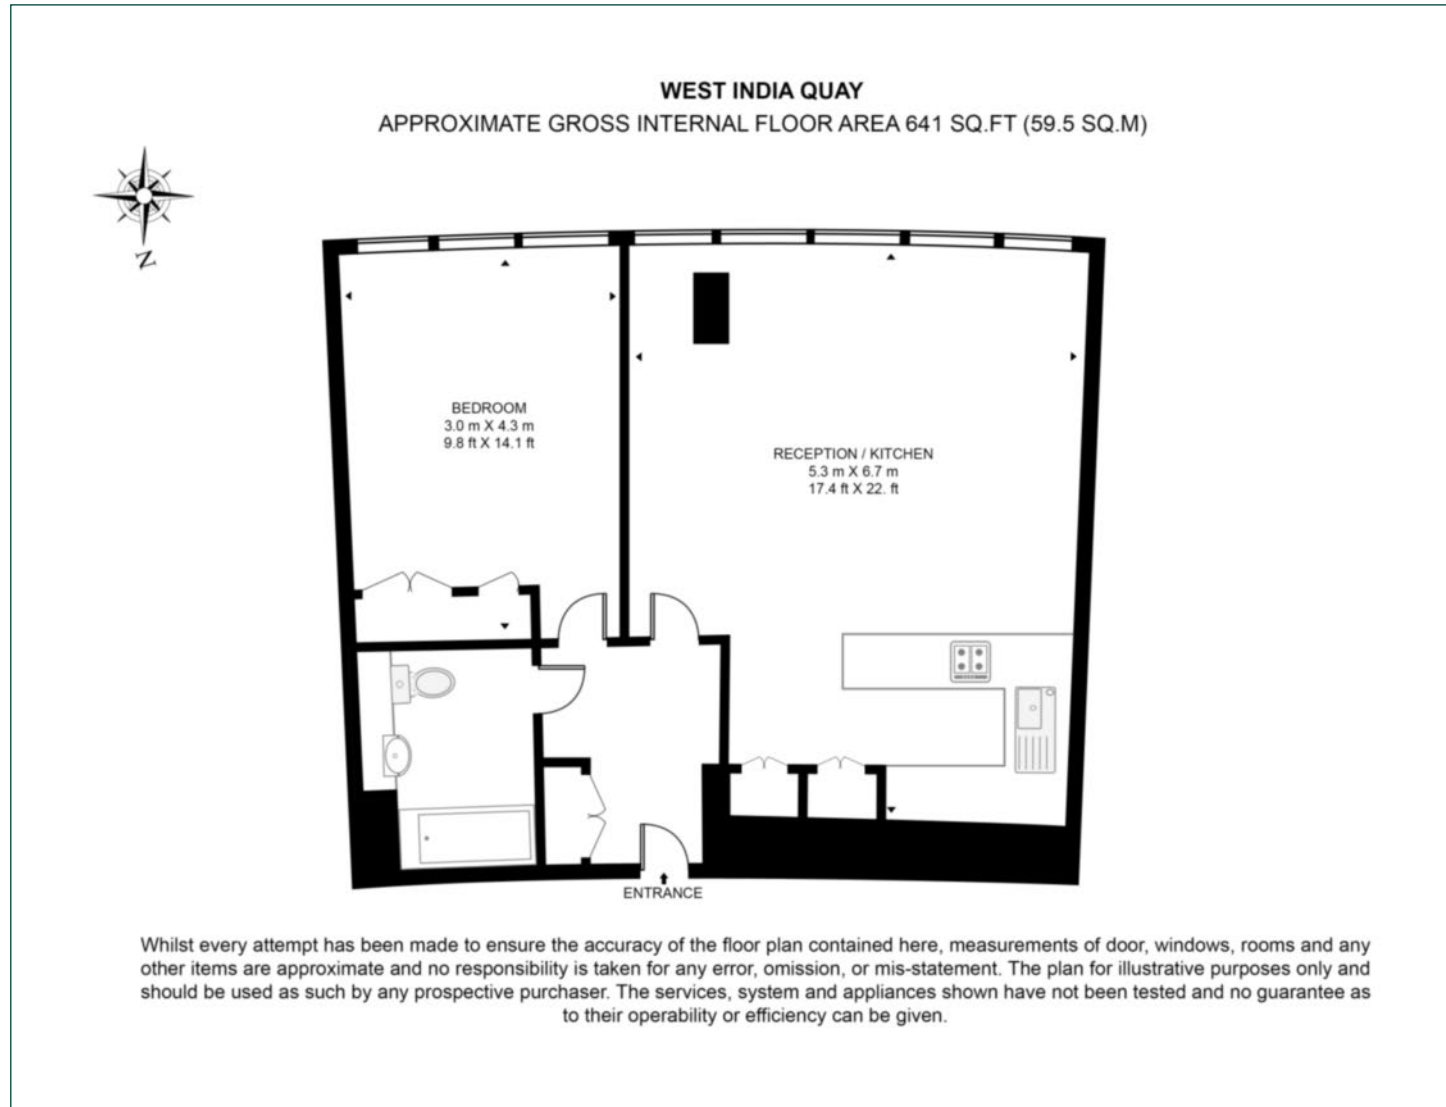 WEST INDIA QUAY
APPROXIMATE GROSS INTERNAL FLOOR AREA 641 SQ.FT (59.5 SQ.M)
N
BEDROOM
3.0 m X 4.3 m
9.8 ft X 14.1 ft
RECEPTION / KITCHEN
5.3 m X 6.7 m
17.4 ft X 22. ft
ENTRANCE
Whilst every attempt has been made to ensure the accuracy of the floor plan contained here, measurements of door, windows, rooms and any
other items are approximate and no responsibility is taken for any error, omission, or mis-statement. The plan for illustrative purposes only and
should be used as such by any prospective purchaser. The services, system and appliances shown have not been tested and no guarantee as
to their operability or efficiency can be given.